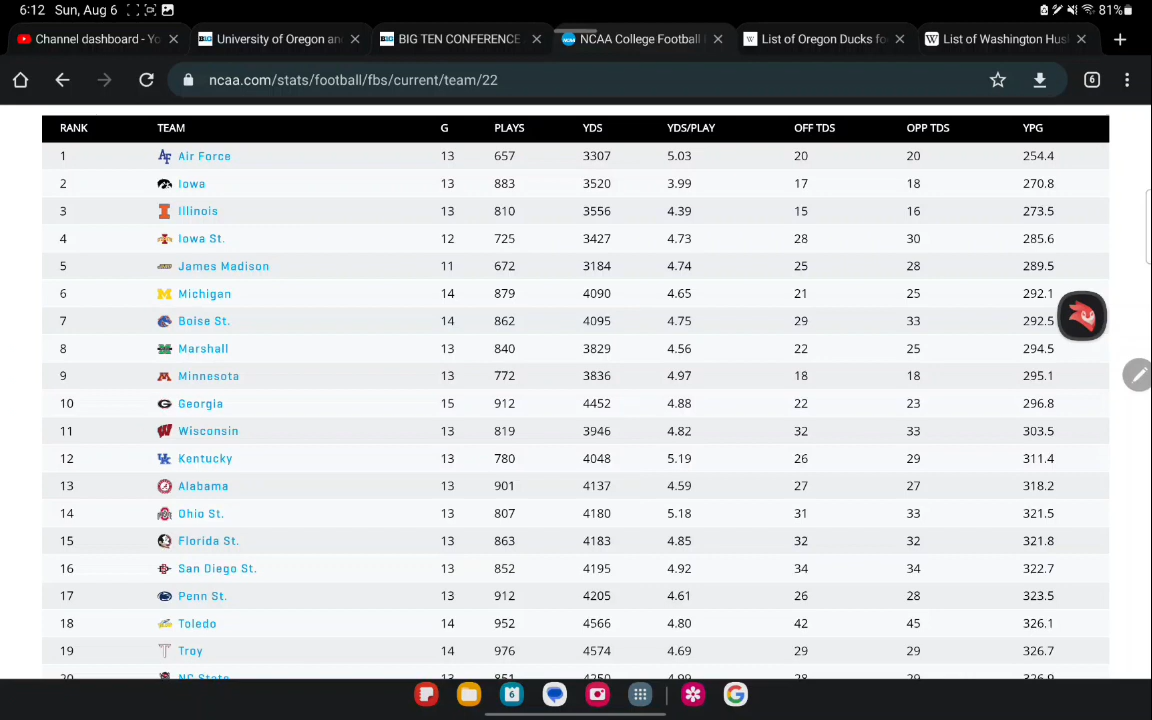 6:12 Sun, Aug 6 81%
Channel dashboard - Yo University of Oregon an BIG TEN CONFERENCE NCAA College Football List of Oregon Ducks fo List of Washington Hus
ncaa.com/stats/football/fbs/current/team/22 6
RANK TEAM G PLAYS YDS YDS/PLAY OFF TDS OPP TDS YPG
1 Air Force 13 657 3307 5.03 20 20 254.4
2 Iowa 13 883 3520 3.99 17 18 270.8
3 Illinois 13 810 3556 4.39 15 16 273.5
4 Iowa St. 12 725 3427 4.73 28 30 285.6
5 James Madison 11 672 3184 4.74 25 28 289.5
6 Michigan 14 879 4090 4.65 21 25 292.1
7 Boise St. 14 862 4095 4.75 29 33 292.5
8 Marshall 13 840 3829 4.56 22 25 294.5
9 Minnesota 13 772 3836 4.97 18 18 295.1
10 Georgia 15 912 4452 4.88 22 23 296.8
11 Wisconsin 13 819 3946 4.82 32 33 303.5
12 Kentucky 13 780 4048 5.19 26 29 311.4
13 Alabama 13 901 4137 4.59 27 27 318.2
14 Ohio St. 13 807 4180 5.18 31 33 321.5
15 Florida St. 13 863 4183 4.85 32 32 321.8
16 San Diego St. 13 852 4195 4.92 34 34 322.7
17 Penn St. 13 912 4205 4.61 26 28 323.5
18 Toledo 14 952 4566 4.80 42 45 326.1
19 Troy 14 976 4574 4.69 29 29 326.7
20 NC State 13 851 4250 4.99 28 29 326.9
6